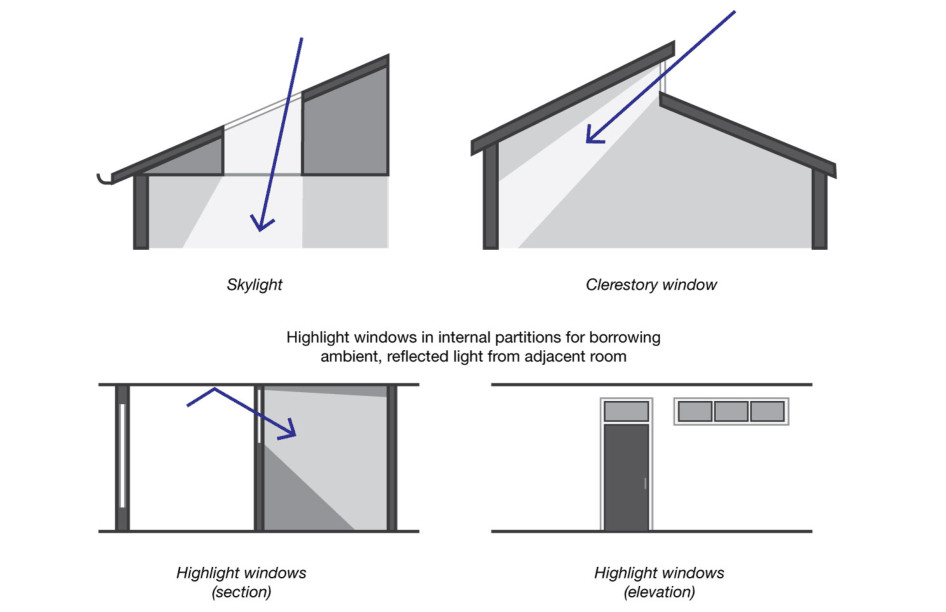 Skylight
Clerestory window
Highlight windows in internal partitions for borrowing
ambient, reflected light from adjacent room
Highlight windows
(section)
Highlight windows
(elevation)